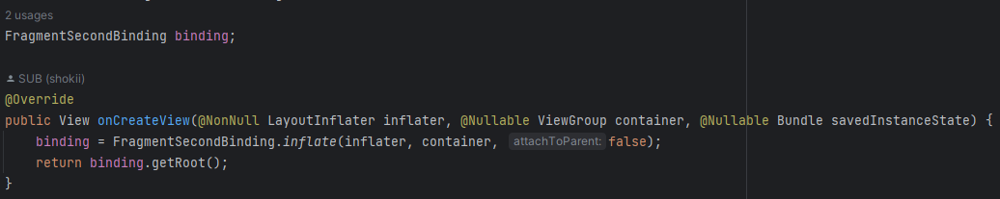 2 usages
FragmentSecondBinding binding;
SUB (shokii)
@Override
public View onCreateView(@NonNull LayoutInflater inflater, @Nullable ViewGroup container, @Nullable Bundle savedInstanceState) {
binding = FragmentSecondBinding.inflate(inflater, container, attachToParent: false);
return binding.getRoot();
}